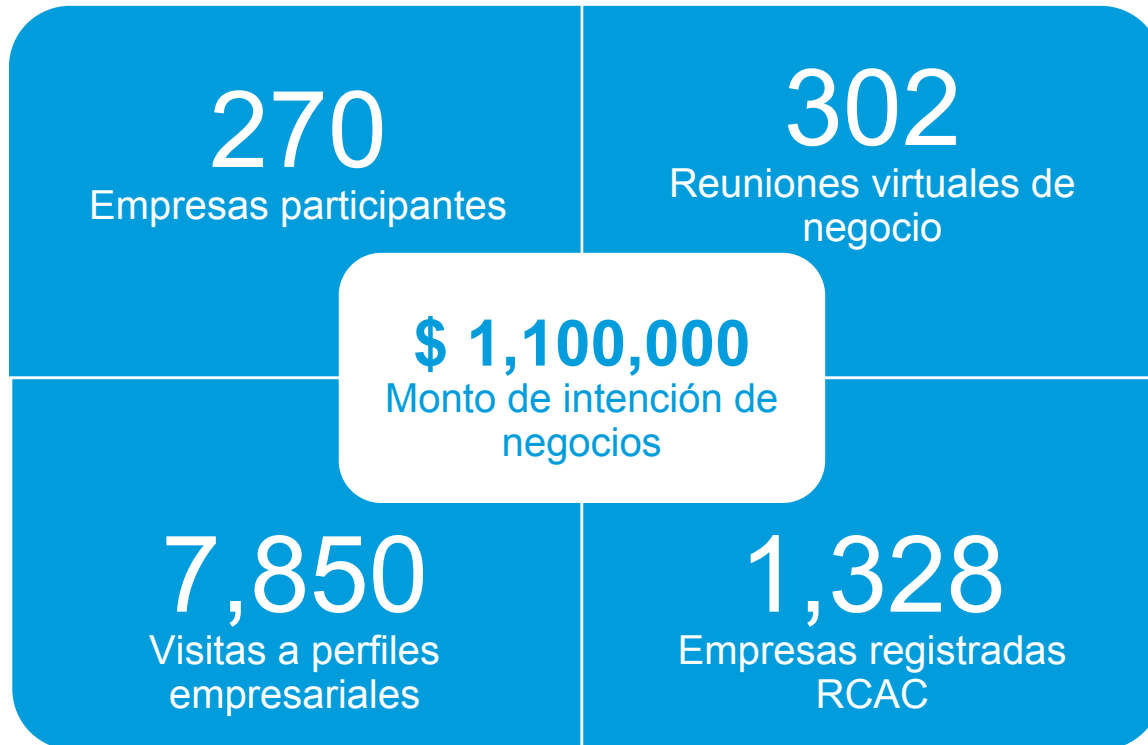 270
Empresas participantes
302
Reuniones virtuales de
negocio
$ 1,100,000
Monto de intención de
negocios
7,850
Visitas a perfiles
empresariales
1,328
Empresas registradas
RCAC